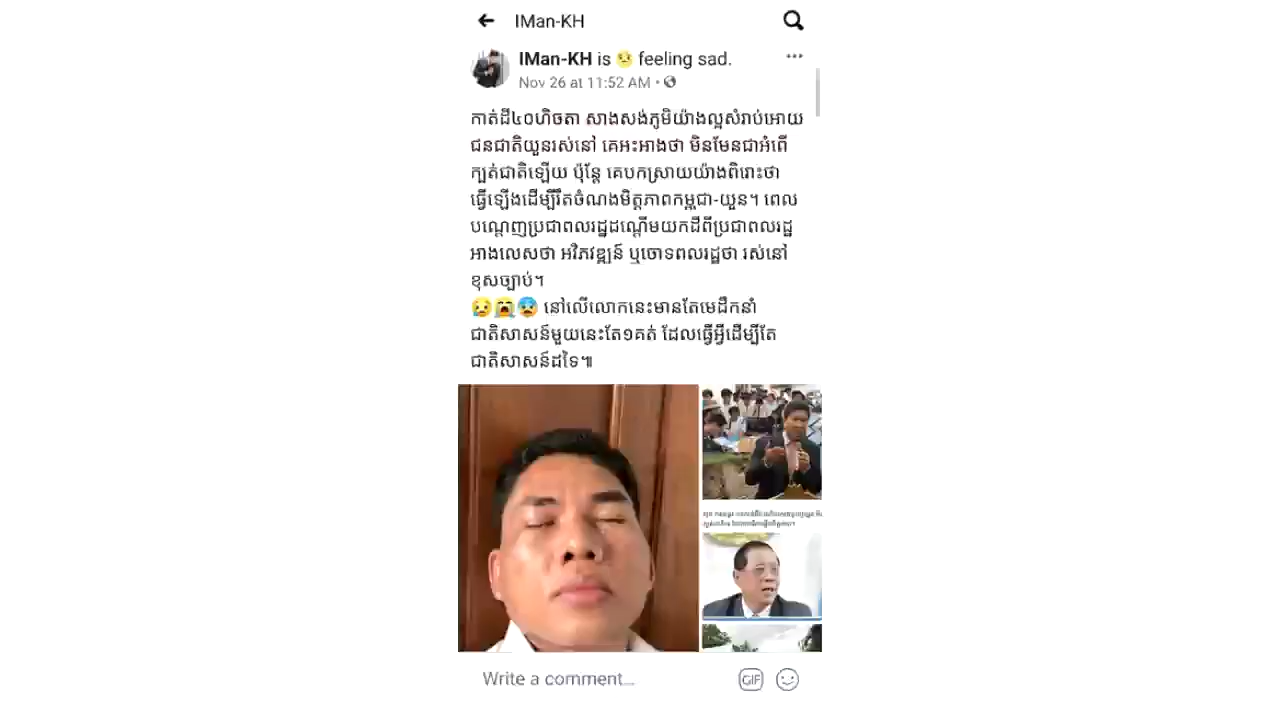 IMan-KH
IMan-KH is 😢 feeling sad.
Nov 26 at 11:52 AM
កាត់ដី៤០ហិចតា សាងសង់ភូមិយ៉ាងល្អសំរាប់អោយ
ជនជាតិយួនរស់នៅ គេអះអាងថា មិនមែនជាអំពើ
ក្បត់ជាតិឡើយ ប៉ុន្តែ គេបកស្រាយយ៉ាងពិរោះថា
ធ្វើឡើងដើម្បីរឹតចំណងមិត្តភាពកម្ពុជា-យួន។ ពេល
បណ្តេញប្រជាពលរដ្ឋដណ្តើមយកដីពីប្រជាពលរដ្ឋ
អាងលេសថា អវិភវឌ្ឍន៍ ឬចោទពលរដ្ឋថា រស់នៅ
ខុសច្បាប់។
😢😭😰 នៅលើលោកនេះមានតែមេដឹកនាំ
ជាតិសាសន៍មួយនេះតែ១គត់ ដែលធ្វើអ្វីដើម្បីតែ
ជាតិសាសន៍ដទៃ៕
Write a comment...
GIF